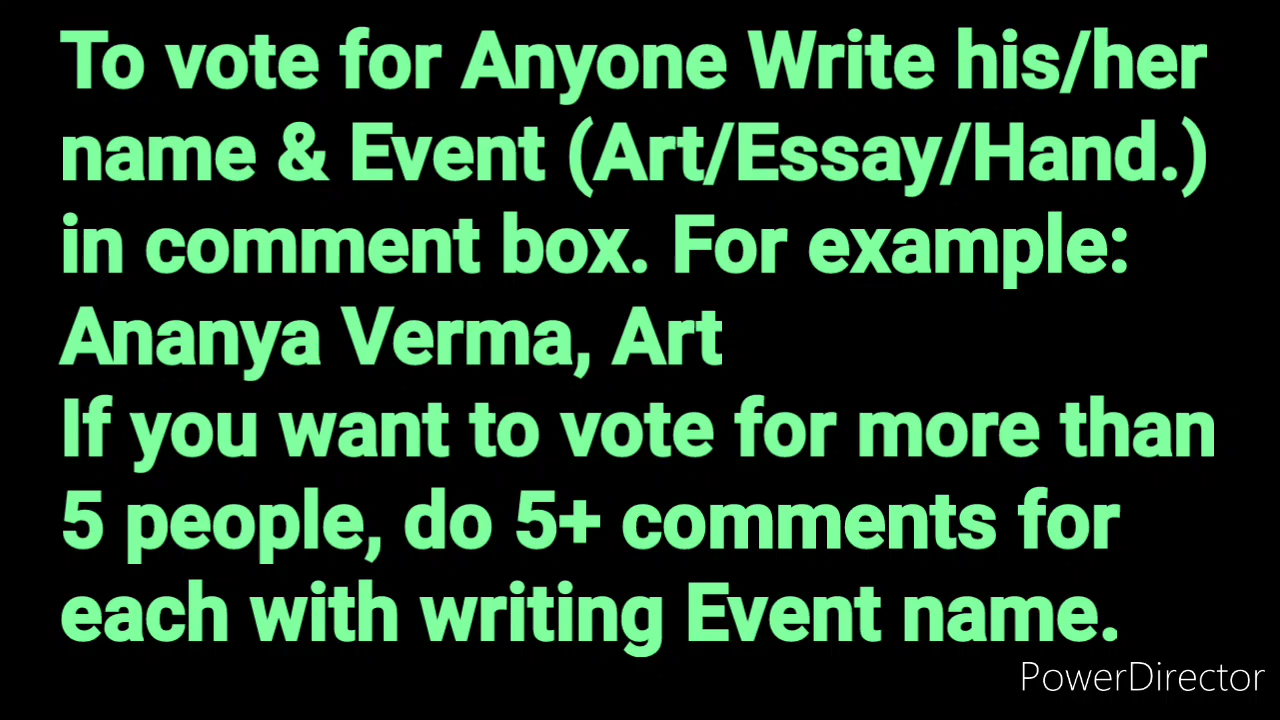 To vote for Anyone Write his/her
name & Event (Art/Essay/Hand.)
in comment box. For example:
Ananya Verma, Art
If you want to vote for more than
5 people, do 5+ comments for
each with writing Event name.
PowerDirector